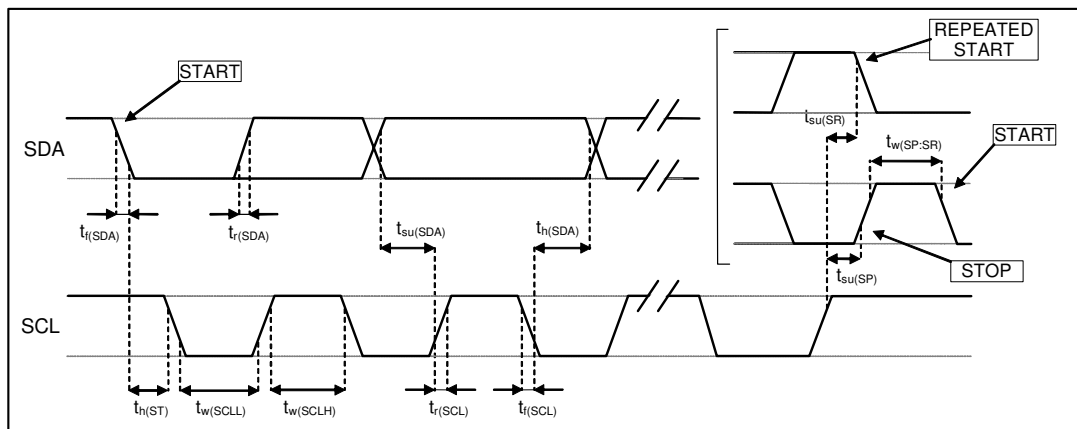 REPEATED
START
START
t_su(SR)
t_w(SP:SR)
START
SDA
t_f(SDA)
t_r(SDA)
t_su(SDA)
t_h(SDA)
t_su(SP)
STOP
SCL
t_h(ST)
t_w(SCLL)
t_w(SCLH)
t_r(SCL)
t_f(SCL)